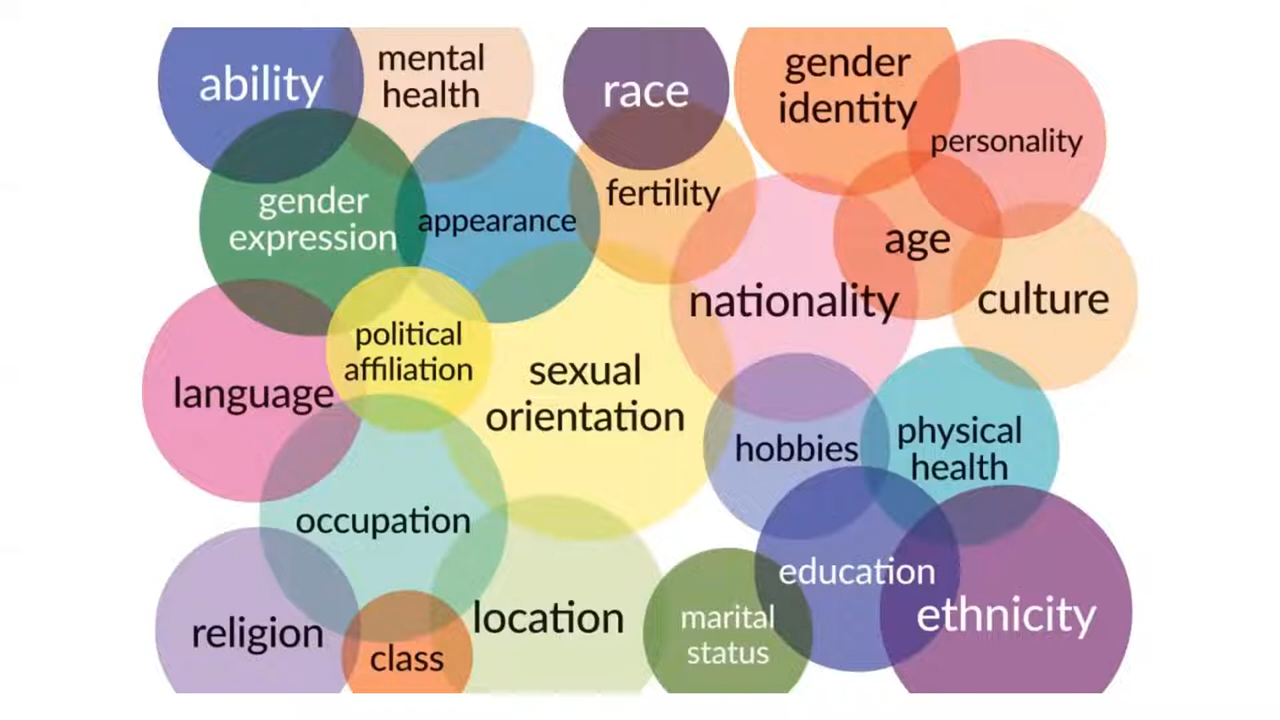 ability
mental
health
race
gender
identity
personality
gender
expression
appearance
fertility
age
nationality
culture
language
political
affiliation
sexual
orientation
hobbies
physical
health
occupation
education
religion
class
location
marital
status
ethnicity